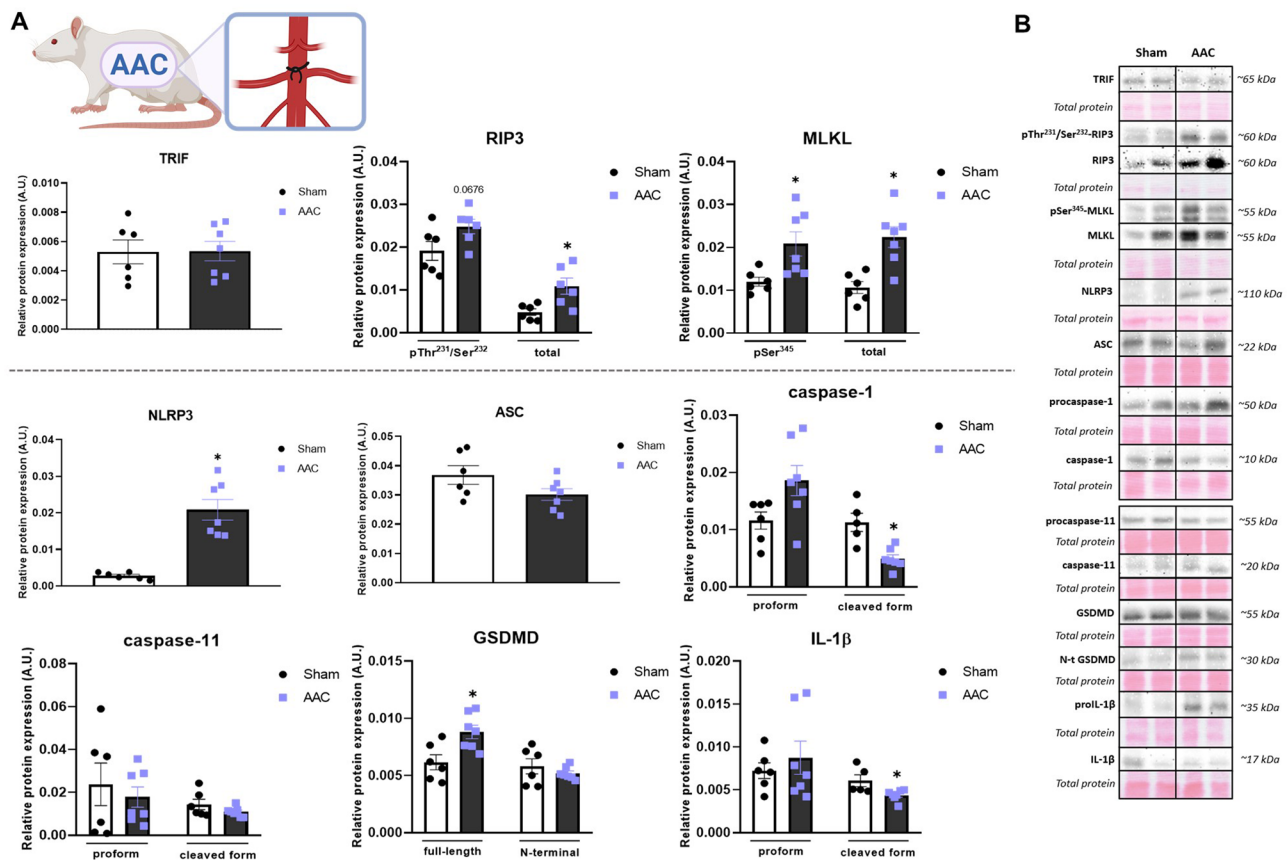 A
AAC
TRIF
Relative protein expression (A.U.)
0.010
0.008
0.006
0.004
0.002
0.000
Sham
AAC
RIP3
Relative protein expression (A.U.)
0.04
0.03
0.02
0.01
0.00
0.0676
*
Sham
AAC
pThr²³¹/Ser²³² total
MLKL
Relative protein expression (A.U.)
0.04
0.03
0.02
0.01
0.00
* *
Sham
AAC
pSer³⁴⁵ total
NLRP3
Relative protein expression (A.U.)
0.04
0.03
0.02
0.01
0.00
*
Sham
AAC
ASC
Relative protein expression (A.U.)
0.05
0.04
0.03
0.02
0.01
0.00
Sham
AAC
caspase-1
Relative protein expression (A.U.)
0.03
0.02
0.01
0.00
*
Sham
AAC
proform cleaved form
caspase-11
Relative protein expression (A.U.)
0.08
0.06
0.04
0.02
0.00
Sham
AAC
proform cleaved form
GSDMD
Relative protein expression (A.U.)
0.015
0.010
0.005
0.000
*
Sham
AAC
full-length N-terminal
IL-1β
Relative protein expression (A.U.)
0.020
0.015
0.010
0.005
0.000
*
Sham
AAC
proform cleaved form
B
Sham AAC
TRIF ~65 kDa
Total protein
pThr²³¹/Ser²³²-RIP3 ~60 kDa
RIP3 ~60 kDa
Total protein
pSer³⁴⁵-MLKL ~55 kDa
MLKL ~55 kDa
Total protein
NLRP3 ~110 kDa
Total protein
ASC ~22 kDa
Total protein
procaspase-1 ~50 kDa
Total protein
caspase-1 ~10 kDa
Total protein
procaspase-11 ~55 kDa
Total protein
caspase-11 ~20 kDa
Total protein
GSDMD ~55 kDa
Total protein
N-t GSDMD ~30 kDa
Total protein
proIL-1β ~35 kDa
Total protein
IL-1β ~17 kDa
Total protein